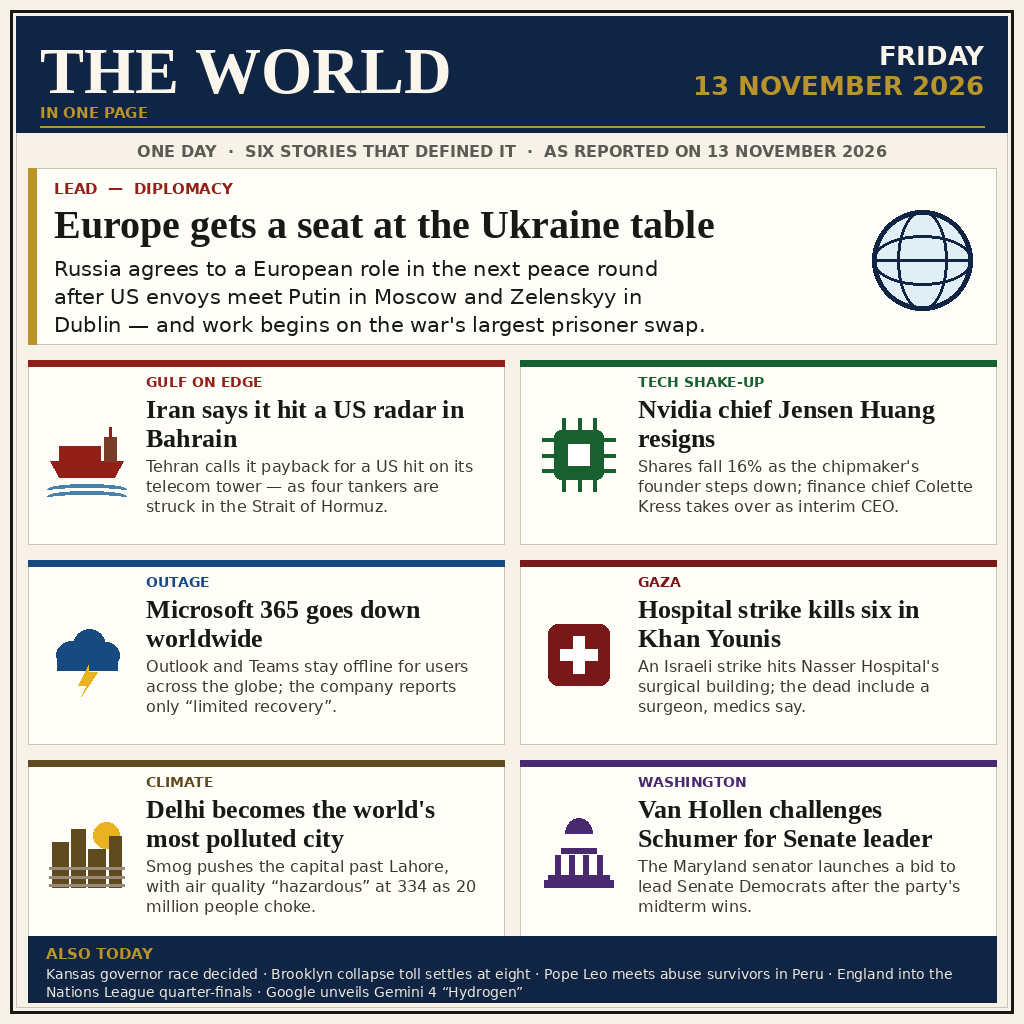 THE WORLD
IN ONE PAGE
FRIDAY
13 NOVEMBER 2026
ONE DAY · SIX STORIES THAT DEFINED IT · AS REPORTED ON 13 NOVEMBER 2026
LEAD — DIPLOMACY
Europe gets a seat at the Ukraine table
Russia agrees to a European role in the next peace round
after US envoys meet Putin in Moscow and Zelenskyy in
Dublin — and work begins on the war's largest prisoner swap.
GULF ON EDGE
Iran says it hit a US radar in
Bahrain
Tehran calls it payback for a US hit on its
telecom tower — as four tankers are
struck in the Strait of Hormuz.
TECH SHAKE-UP
Nvidia chief Jensen Huang
resigns
Shares fall 16% as the chipmaker's
founder steps down; finance chief Colette
Kress takes over as interim CEO.
OUTAGE
Microsoft 365 goes down
worldwide
Outlook and Teams stay offline for users
across the globe; the company reports
only “limited recovery”.
GAZA
Hospital strike kills six in
Khan Younis
An Israeli strike hits Nasser Hospital's
surgical building; the dead include a
surgeon, medics say.
CLIMATE
Delhi becomes the world's
most polluted city
Smog pushes the capital past Lahore,
with air quality “hazardous” at 334 as 20
million people choke.
WASHINGTON
Van Hollen challenges
Schumer for Senate leader
The Maryland senator launches a bid to
lead Senate Democrats after the party's
midterm wins.
ALSO TODAY
Kansas governor race decided · Brooklyn collapse toll settles at eight · Pope Leo meets abuse survivors in Peru · England into the
Nations League quarter-finals · Google unveils Gemini 4 “Hydrogen”